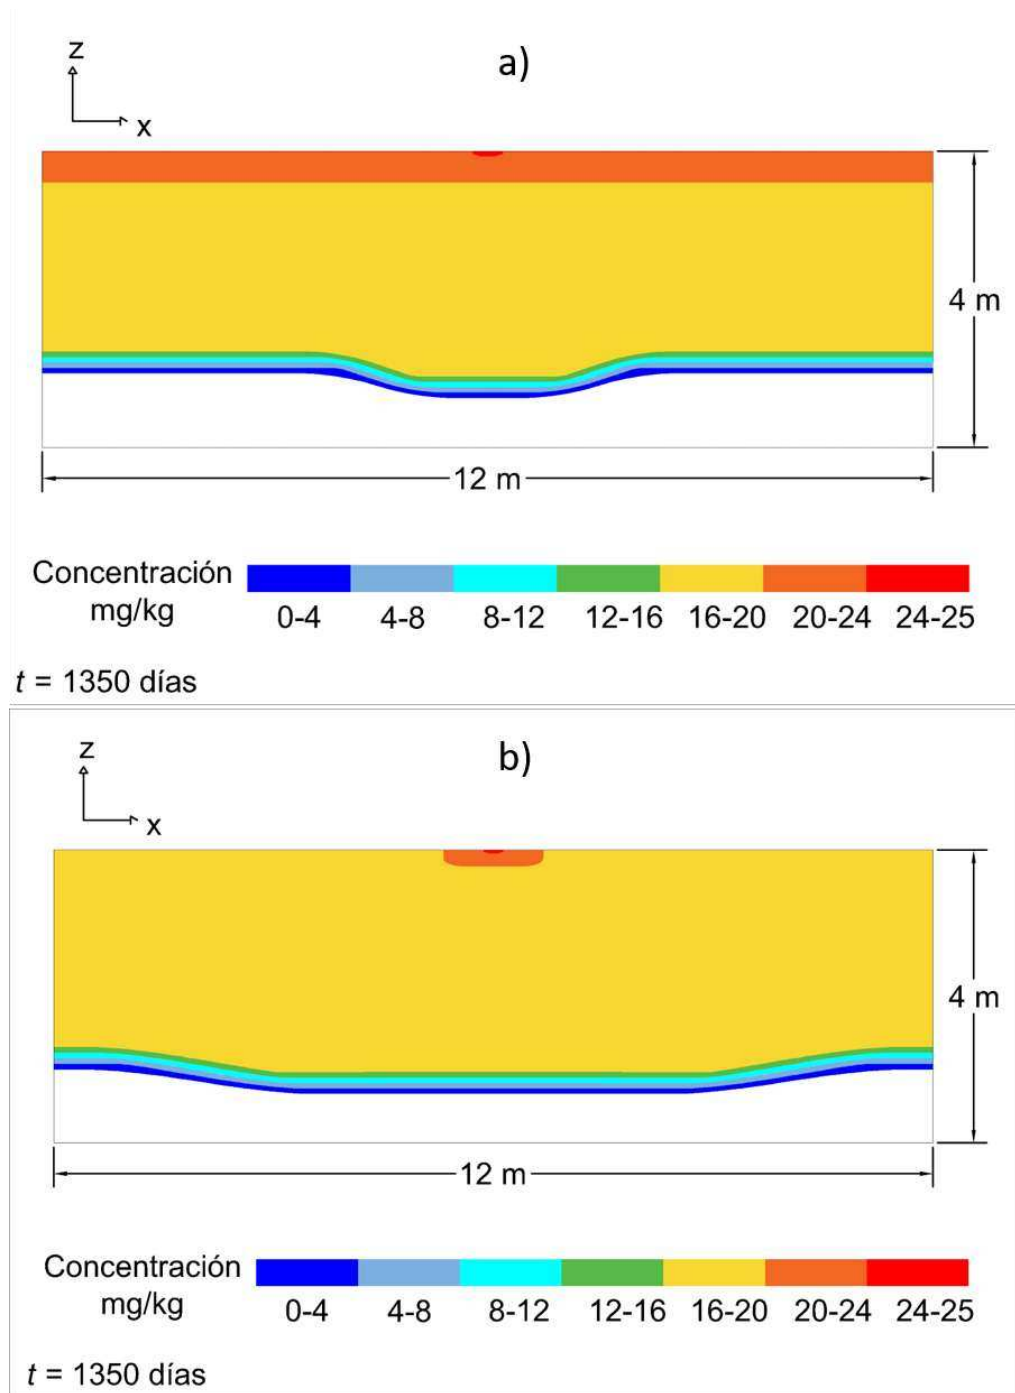 a)
z
x
4 m
12 m
Concentración
mg/kg
0-4 4-8 8-12 12-16 16-20 20-24 24-25
t = 1350 días
b)
z
x
4 m
12 m
Concentración
mg/kg
0-4 4-8 8-12 12-16 16-20 20-24 24-25
t = 1350 días